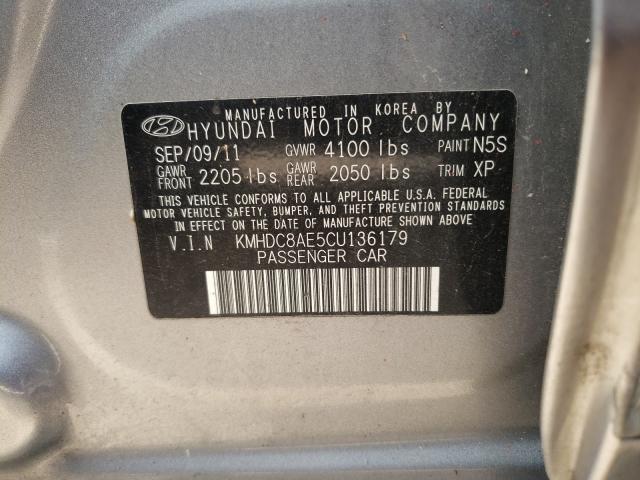 MANUFACTURED IN KOREA BY
HYUNDAI MOTOR COMPANY
SEP/09/11 GVWR 4100 lbs PAINT N5S
GAWR FRONT 2205 lbs GAWR REAR 2050 lbs TRIM XP
THIS VEHICLE CONFORMS TO ALL APPLICABLE U.S.A. FEDERAL
MOTOR VEHICLE SAFETY, BUMPER, AND THEFT PREVENTION STANDARDS
IN EFFECT ON THE DATE OF MANUFACTURE SHOWN ABOVE.
V.I.N KMHDC8AE5CU136179
PASSENGER CAR